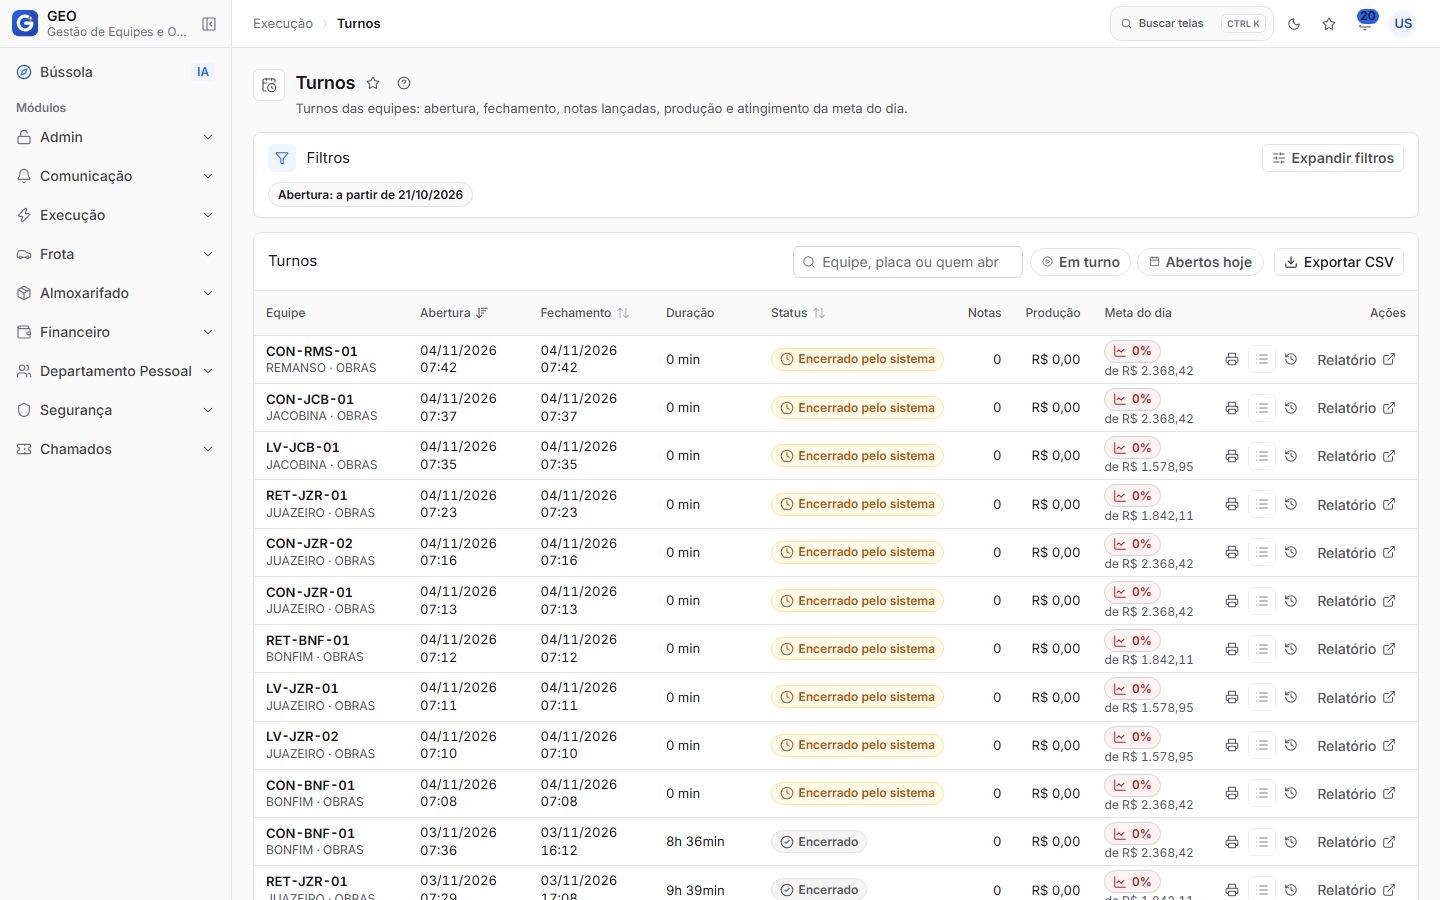 GEO
Gestão de Equipes e O...
Bússola IA
Módulos
Admin
Comunicação
Execução
Frota
Almoxarifado
Financeiro
Departamento Pessoal
Segurança
Chamados
Execução > Turnos
Buscar telas CTRL K
20
US
Turnos
Turnos das equipes: abertura, fechamento, notas lançadas, produção e atingimento da meta do dia.
Filtros
Expandir filtros
Abertura: a partir de 21/10/2026
Turnos
Equipe, placa ou quem abr
Em turno
Abertos hoje
Exportar CSV
Equipe Abertura Fechamento Duração Status Notas Produção Meta do dia Ações
CON-RMS-01 04/11/2026 04/11/2026 0 min Encerrado pelo sistema 0 R$ 0,00 0% Relatório
REMANSO · OBRAS 07:42 07:42 de R$ 2.368,42
CON-JCB-01 04/11/2026 04/11/2026 0 min Encerrado pelo sistema 0 R$ 0,00 0% Relatório
JACOBINA · OBRAS 07:37 07:37 de R$ 2.368,42
LV-JCB-01 04/11/2026 04/11/2026 0 min Encerrado pelo sistema 0 R$ 0,00 0% Relatório
JACOBINA · OBRAS 07:35 07:35 de R$ 1.578,95
RET-JZR-01 04/11/2026 04/11/2026 0 min Encerrado pelo sistema 0 R$ 0,00 0% Relatório
JUAZEIRO · OBRAS 07:23 07:23 de R$ 1.842,11
CON-JZR-02 04/11/2026 04/11/2026 0 min Encerrado pelo sistema 0 R$ 0,00 0% Relatório
JUAZEIRO · OBRAS 07:16 07:16 de R$ 2.368,42
CON-JZR-01 04/11/2026 04/11/2026 0 min Encerrado pelo sistema 0 R$ 0,00 0% Relatório
JUAZEIRO · OBRAS 07:13 07:13 de R$ 2.368,42
RET-BNF-01 04/11/2026 04/11/2026 0 min Encerrado pelo sistema 0 R$ 0,00 0% Relatório
BONFIM · OBRAS 07:12 07:12 de R$ 1.842,11
LV-JZR-01 04/11/2026 04/11/2026 0 min Encerrado pelo sistema 0 R$ 0,00 0% Relatório
JUAZEIRO · OBRAS 07:11 07:11 de R$ 1.578,95
LV-JZR-02 04/11/2026 04/11/2026 0 min Encerrado pelo sistema 0 R$ 0,00 0% Relatório
JUAZEIRO · OBRAS 07:10 07:10 de R$ 1.578,95
CON-BNF-01 04/11/2026 04/11/2026 0 min Encerrado pelo sistema 0 R$ 0,00 0% Relatório
BONFIM · OBRAS 07:08 07:08 de R$ 2.368,42
CON-BNF-01 03/11/2026 03/11/2026 8h 36min Encerrado 0 R$ 0,00 0% Relatório
BONFIM · OBRAS 07:36 16:12 de R$ 2.368,42
RET-JZR-01 03/11/2026 03/11/2026 9h 39min Encerrado 0 R$ 0,00 0% Relatório
JUAZEIRO · OBRAS 07:29 17:08 de R$ 1.842,11